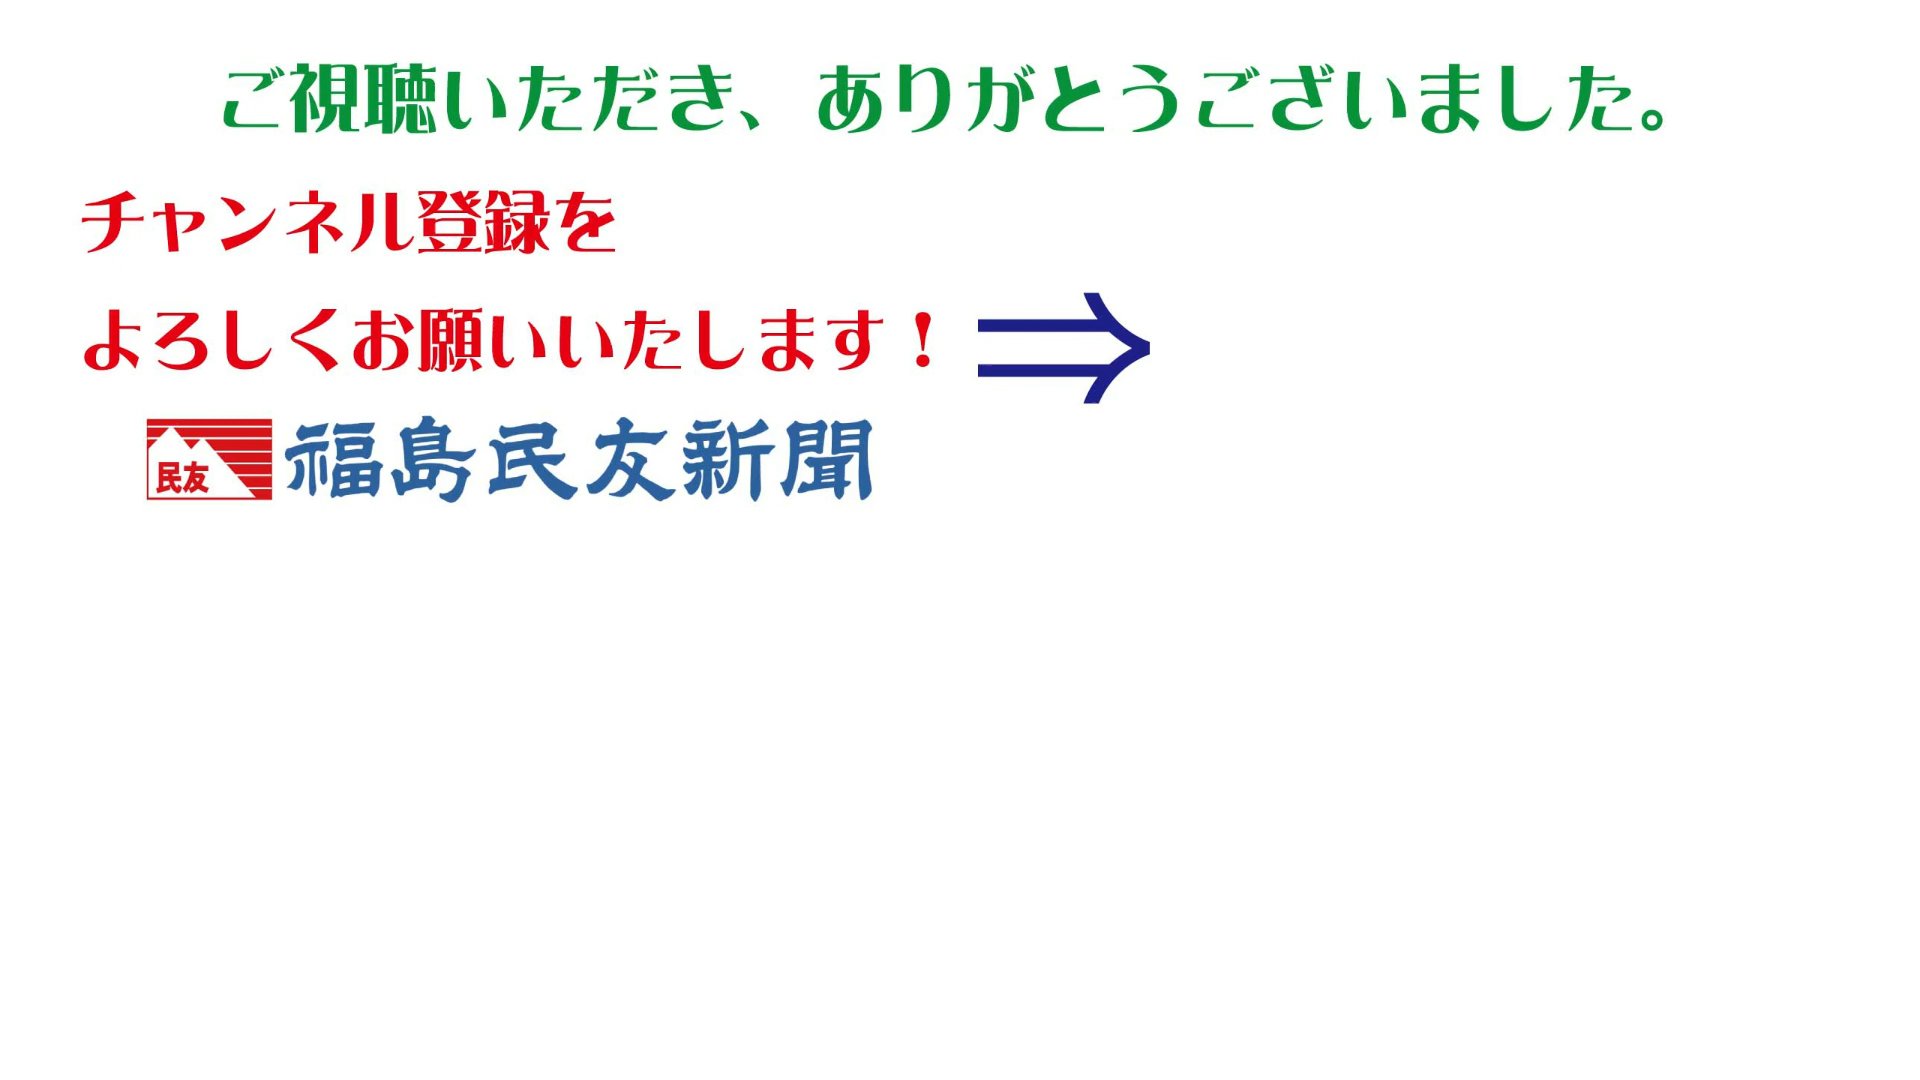 ご視聴いただき、ありがとうございました。
チャンネル登録を
よろしくお願いいたします！⇒
民友 福島民友新聞